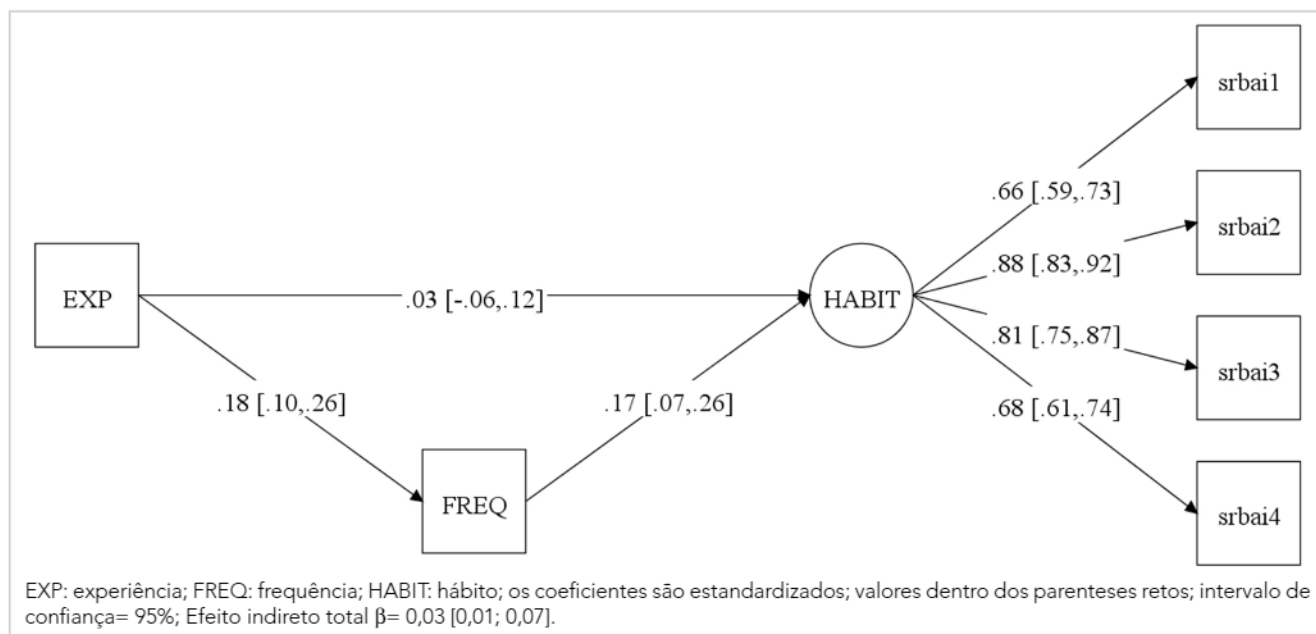 srbai1
.66 [.59,.73]
srbai2
.88 [.83,.92]
EXP
.03 [-.06,.12]
HABIT
.81 [.75,.87]
srbai3
.18 [.10,.26]
.17 [.07,.26]
.68 [.61,.74]
FREQ
srbai4
EXP: experiência; FREQ: frequência; HABIT: hábito; os coeficientes são estandardizados; valores dentro dos parenteses retos; intervalo de
confiança= 95%; Efeito indireto total β= 0,03 [0,01; 0,07].